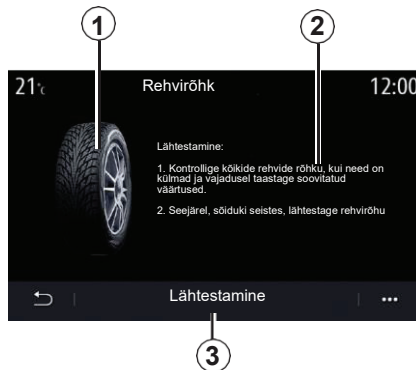 1
2
21°c
Rehvirõhk
12:00
Lähtestamine:
1. Kontrollige kõikide rehvide rõhku, kui need on
külmad ja vajadusel taastage soovitatud
väärtused.
2. Seejärel, sõiduki seistes, lähtestage rehvirõhu
Lähtestamine
3